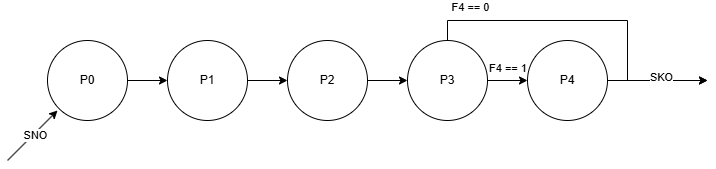 F4 == 0
P0
P1
P2
P3
F4 == 1
P4
SKO
SNO